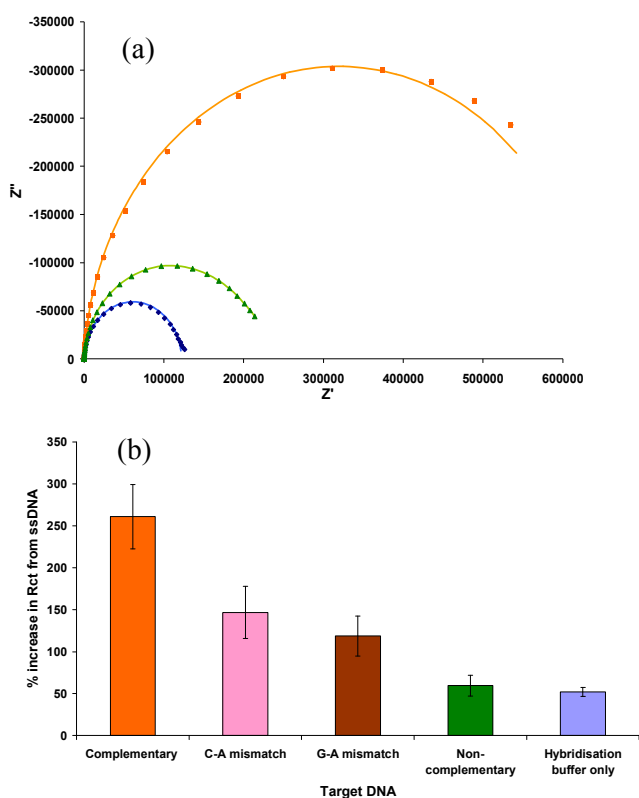 (a)
-350000
-300000
-250000
-200000
-150000
-100000
-50000
0
Z"
0 100000 200000 300000 400000 500000 600000
Z'
(b)
350
300
250
200
150
100
50
0
% increase in Rct from ssDNA
Complementary C-A mismatch G-A mismatch Non- Hybridisation
complementary buffer only
Target DNA